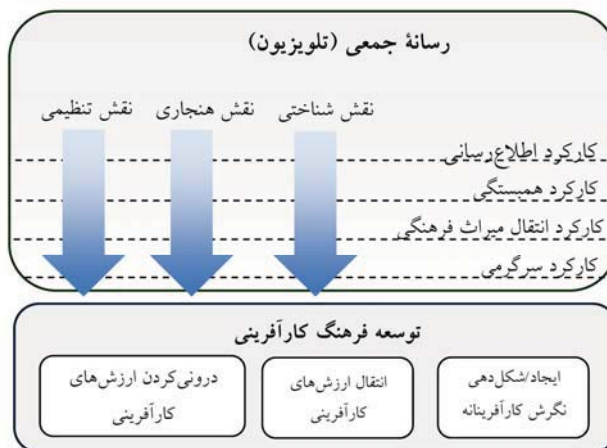 رسانهٔ جمعی (تلویزیون)
نقش شناختی
نقش هنجاری
نقش تنظیمی
کارکرد اطلاع‌رسانی
کارکرد همبستگی
کارکرد انتقال میراث فرهنگی
کارکرد سرگرمی
توسعه فرهنگ کارآفرینی
ایجاد/شکل‌دهی
نگرش کارآفرینانه
انتقال ارزش‌های
کارآفرینی
درونی‌کردن ارزش‌های
کارآفرینی